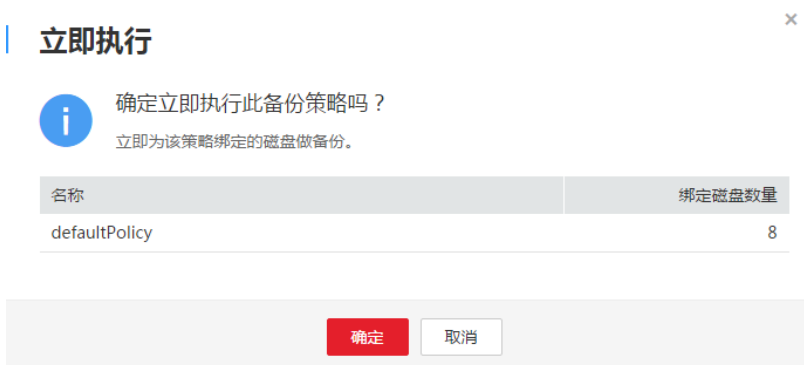 ×
立即执行
i
确定立即执行此备份策略吗？
立即为该策略绑定的磁盘做备份。
名称 绑定磁盘数量
defaultPolicy 8
确定 取消